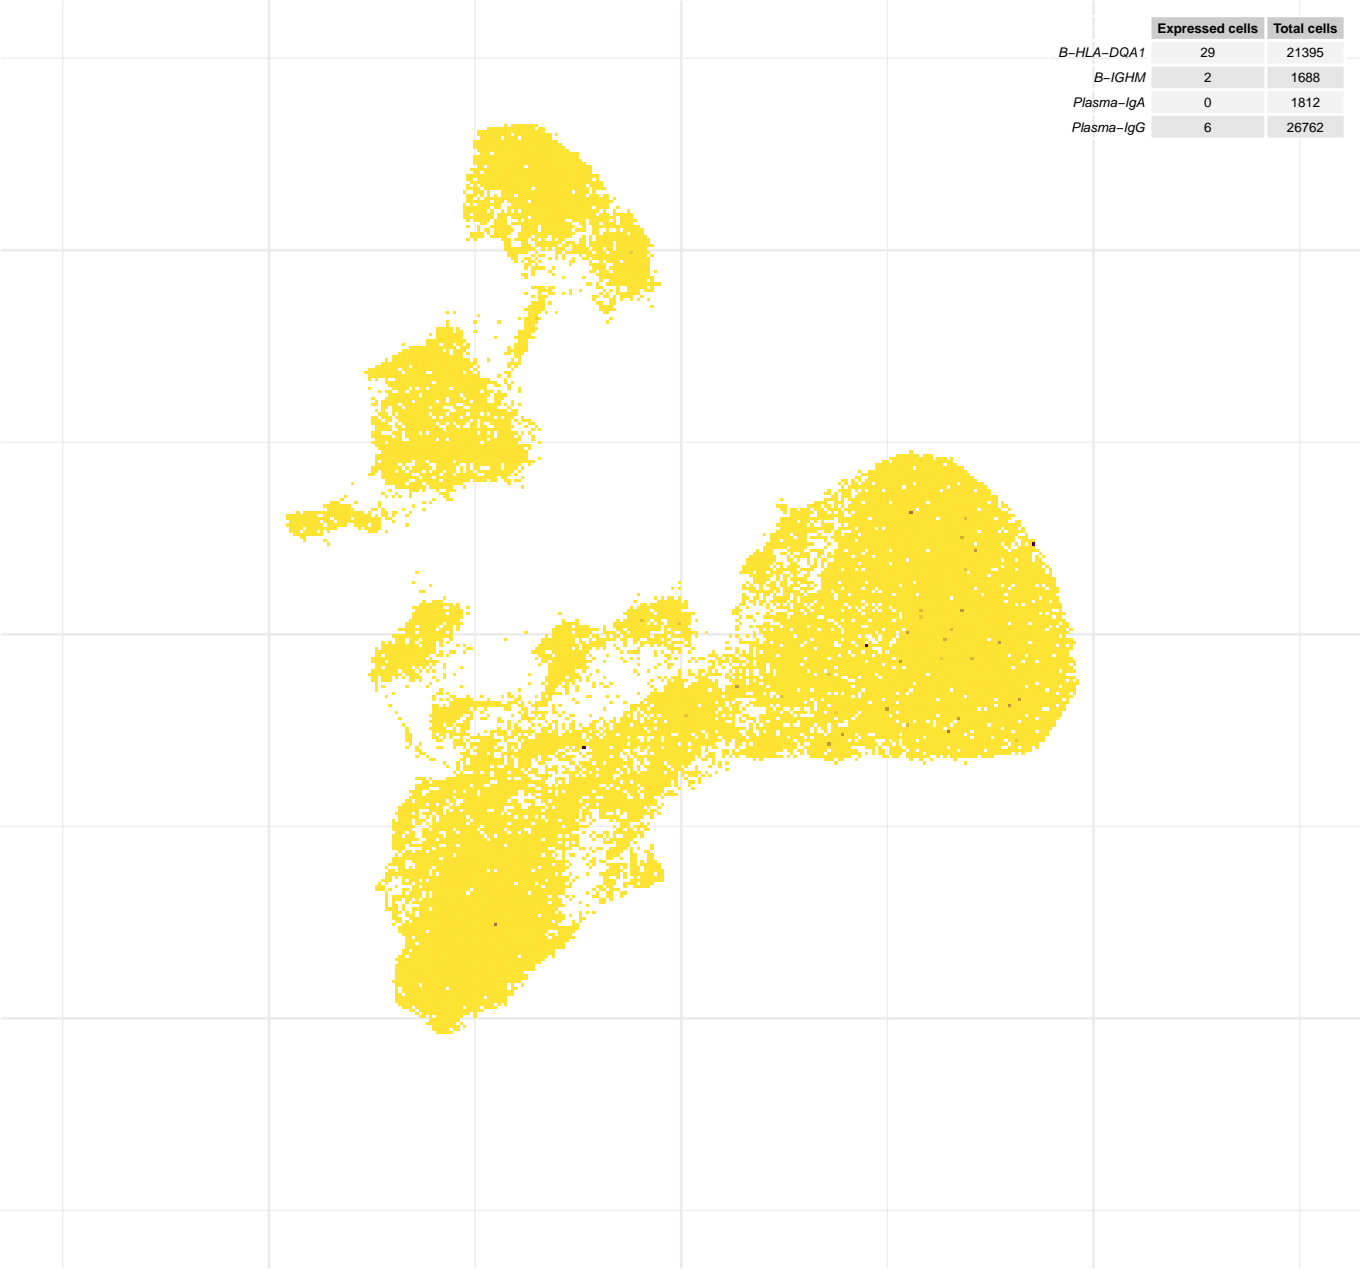 Expressed cells Total cells
B−HLA−DQA1 29 21395
B−IGHM 2 1688
Plasma−IgA 0 1812
Plasma−IgG 6 26762